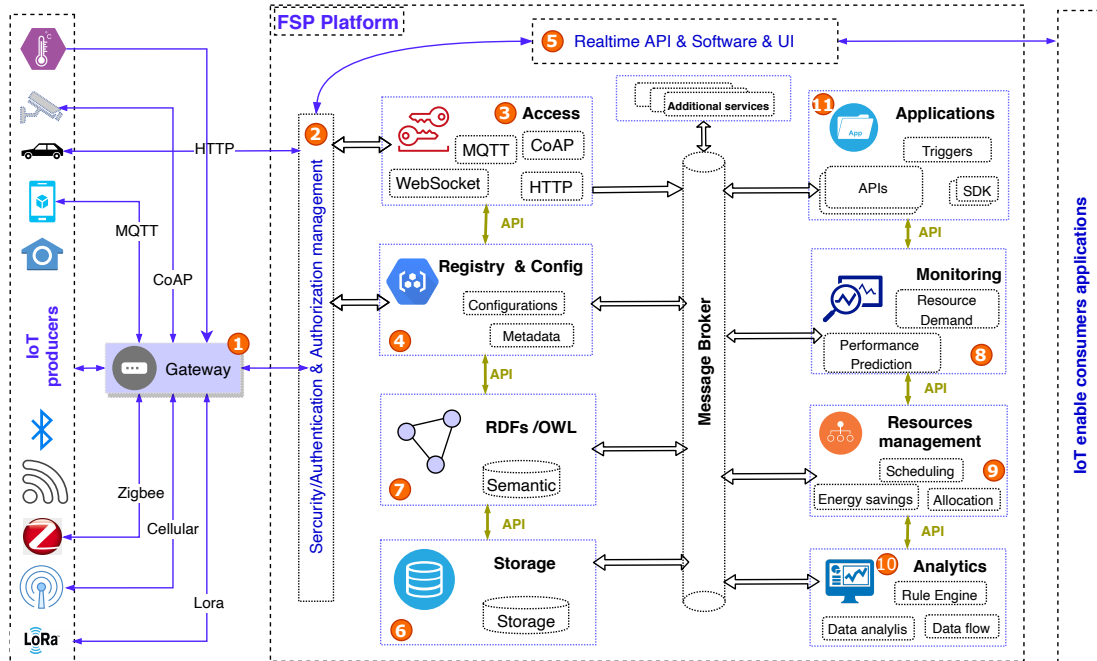 FSP Platform
5 Realtime API & Software & UI
°C
HTTP
MQTT
CoAP
IoT
producers
1
Gateway
Zigbee
Cellular
Lora
Z
LoRa
2
Sercurity/Authentication & Authorization management
3 Access
MQTT
CoAP
WebSocket
HTTP
API
Registry & Config
Configurations
Metadata
4
API
RDFs /OWL
Semantic
7
API
Storage
Storage
6
Additional services
Message Broker
11
Applications
App
Triggers
APIs
SDK
API
Monitoring
Resource
Demand
Performance
Prediction
8
API
Resources
management
9
Scheduling
Energy savings
Allocation
API
10
Analytics
Rule Engine
Data analylis
Data flow
IoT enable consumers applications